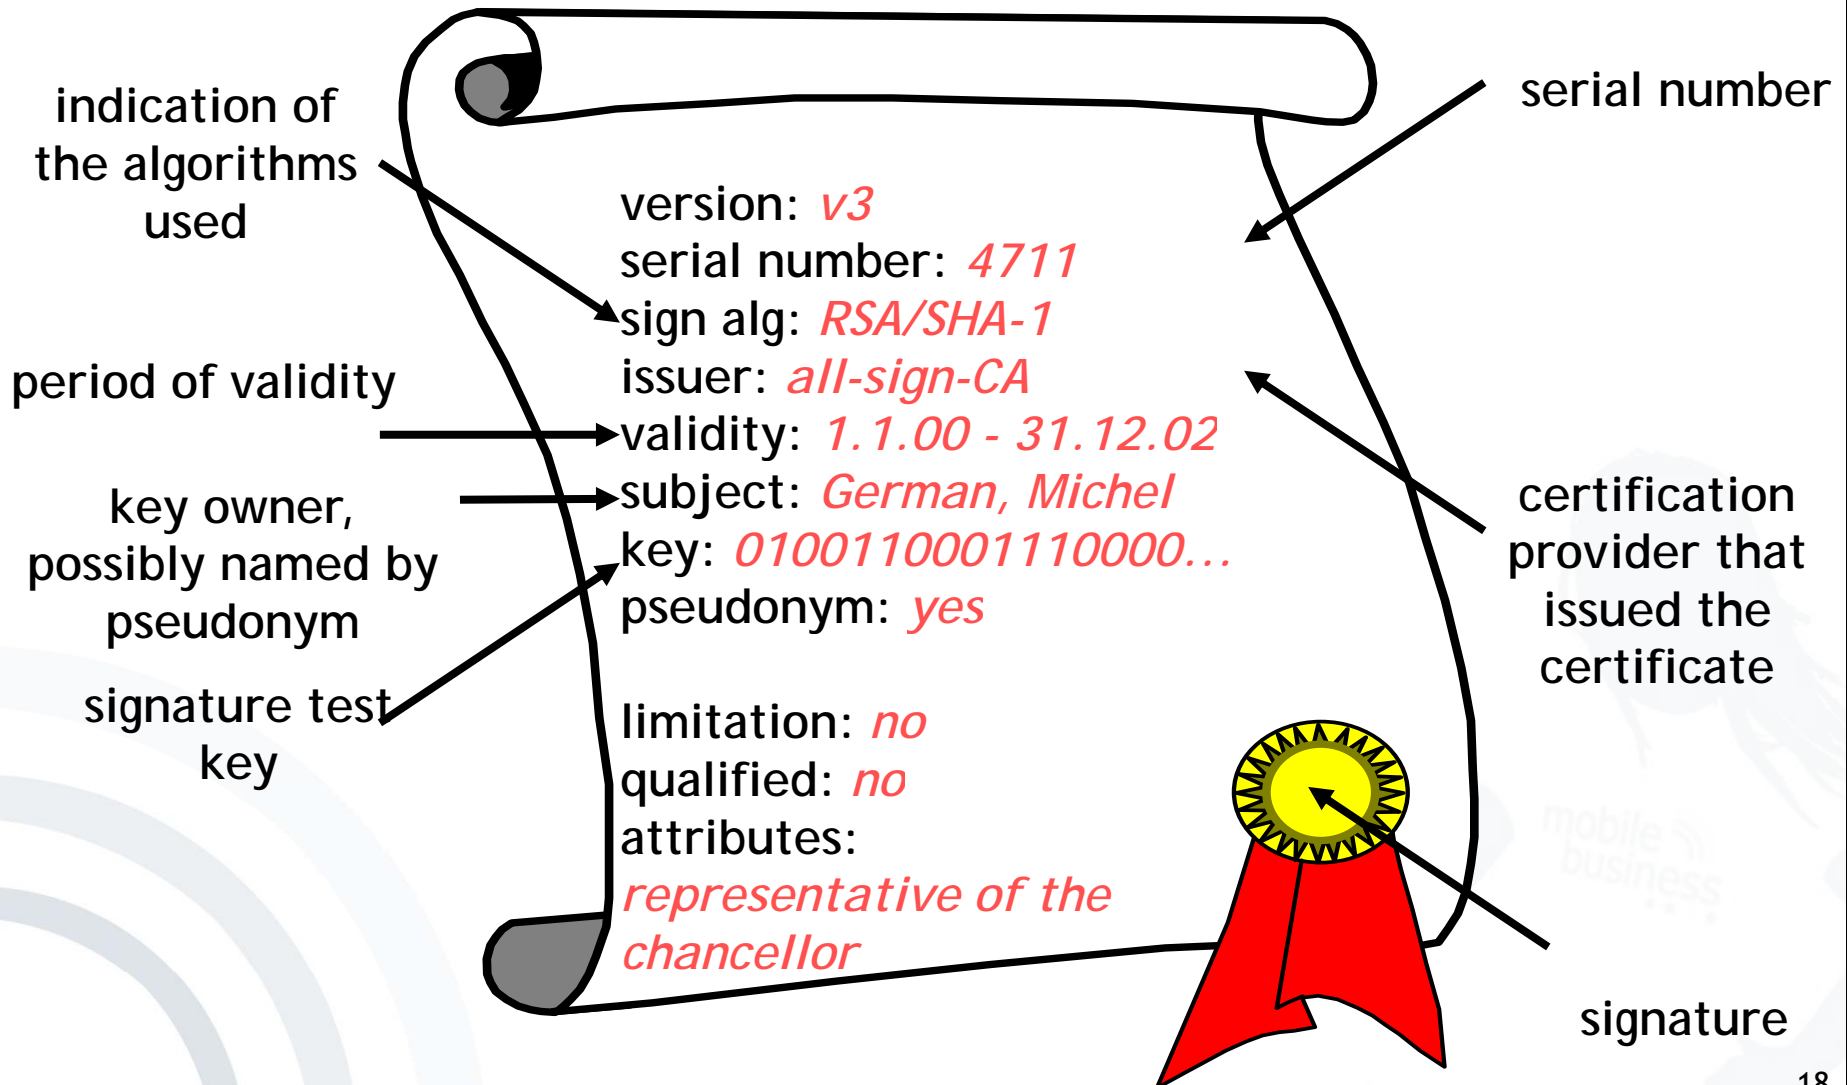 indication of
the algorithms
used
period of validity
key owner,
possibly named by
pseudonym
signature test
key
version: v3
serial number: 4711
sign alg: RSA/SHA-1
issuer: all-sign-CA
validity: 1.1.00 - 31.12.02
subject: German, Michel
key: 0100110001110000...
pseudonym: yes
limitation: no
qualified: no
attributes:
representative of the
chancellor
serial number
certification
provider that
issued the
certificate
mobile
business
signature
18